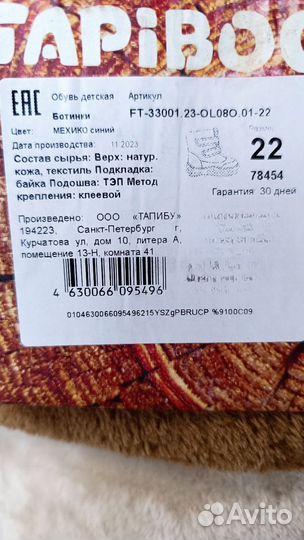 TAPiBOO
EAC
Обувь детская Артикул
Ботинки FT-33001.23-OL08O.01-22
Цвет: МЕХИКО синий
Дата производства: 11.2023
Состав сырья: Верх: натур.
кожа, текстиль Подкладка:
байка Подошва: ТЭП Метод
крепления: клеевой
Размер
22
78454
Гарантия 30 дней
Произведено: ООО «ТАПИБУ»
194223, Санкт-Петербург г,
Курчатова ул, дом 10, литера А,
помещение 13-Н, комната 41
4 630066 095496
0104630066095496215YSZgPBRUCP %9100C09
Avito